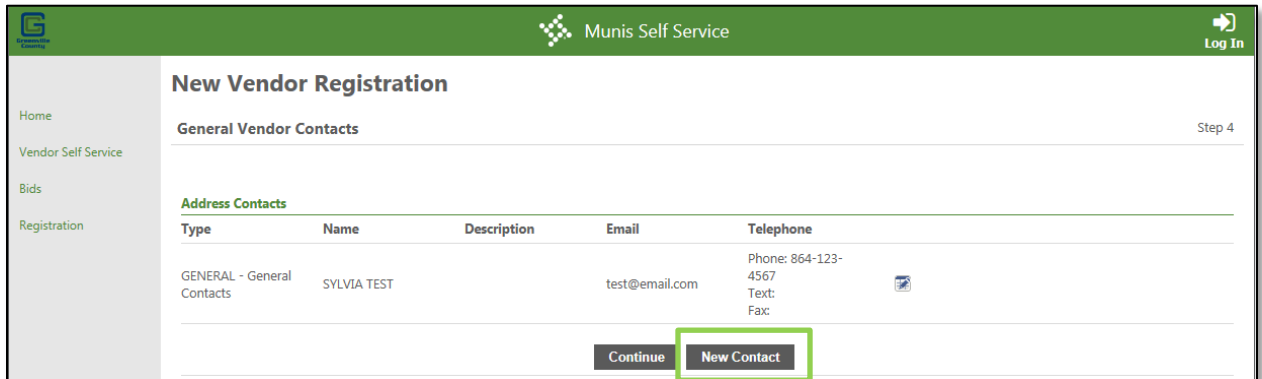 G
Greenville
County
Munis Self Service
Log In
New Vendor Registration
Home
General Vendor Contacts
Step 4
Vendor Self Service
Bids
Address Contacts
Registration
Type Name Description Email Telephone
GENERAL - General Contacts SYLVIA TEST test@email.com Phone: 864-123-
4567
Text:
Fax:
Continue New Contact